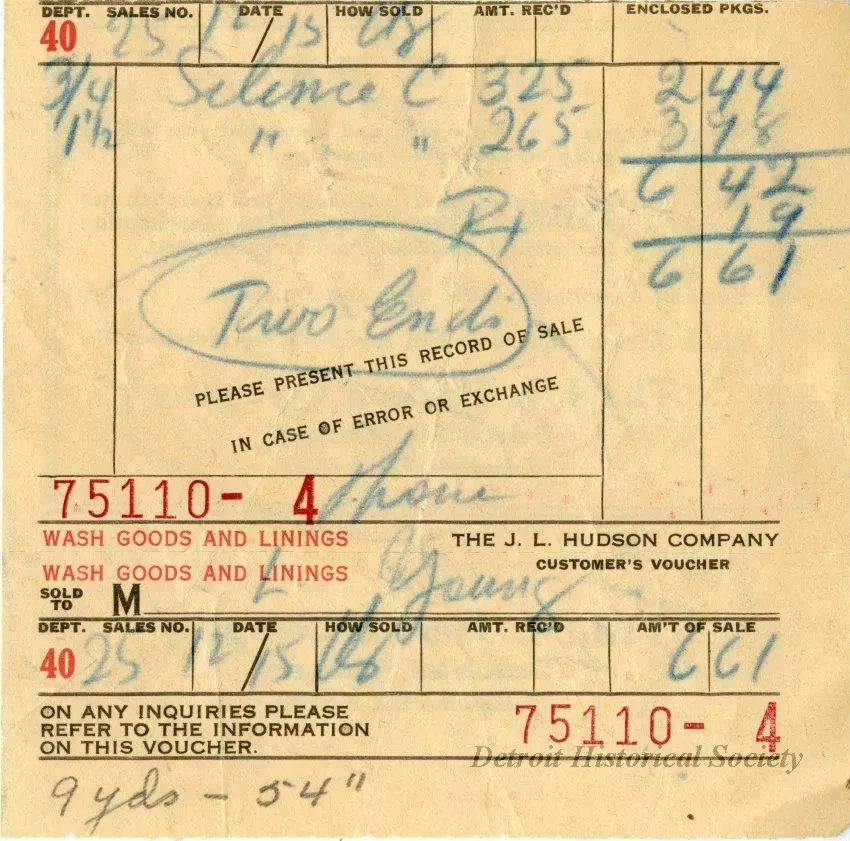 DEPT. SALES NO. DATE HOW SOLD AMT. REC'D ENCLOSED PKGS.
40 25 12/15
3/4 Silence C 325 2 44
1 1/2 " " 265 3 98
6 42
19
6 61
Two Ends
PLEASE PRESENT THIS RECORD OF SALE
IN CASE OF ERROR OR EXCHANGE
75110- 4 Phone
WASH GOODS AND LININGS THE J. L. HUDSON COMPANY
WASH GOODS AND LININGS CUSTOMER'S VOUCHER
SOLD TO M L Young
DEPT. SALES NO. DATE HOW SOLD AMT. REC'D AM'T OF SALE
40 25 12/15 6 61
ON ANY INQUIRIES PLEASE
REFER TO THE INFORMATION
ON THIS VOUCHER.
75110- 4
Detroit Historical Society
9 yds - 54"